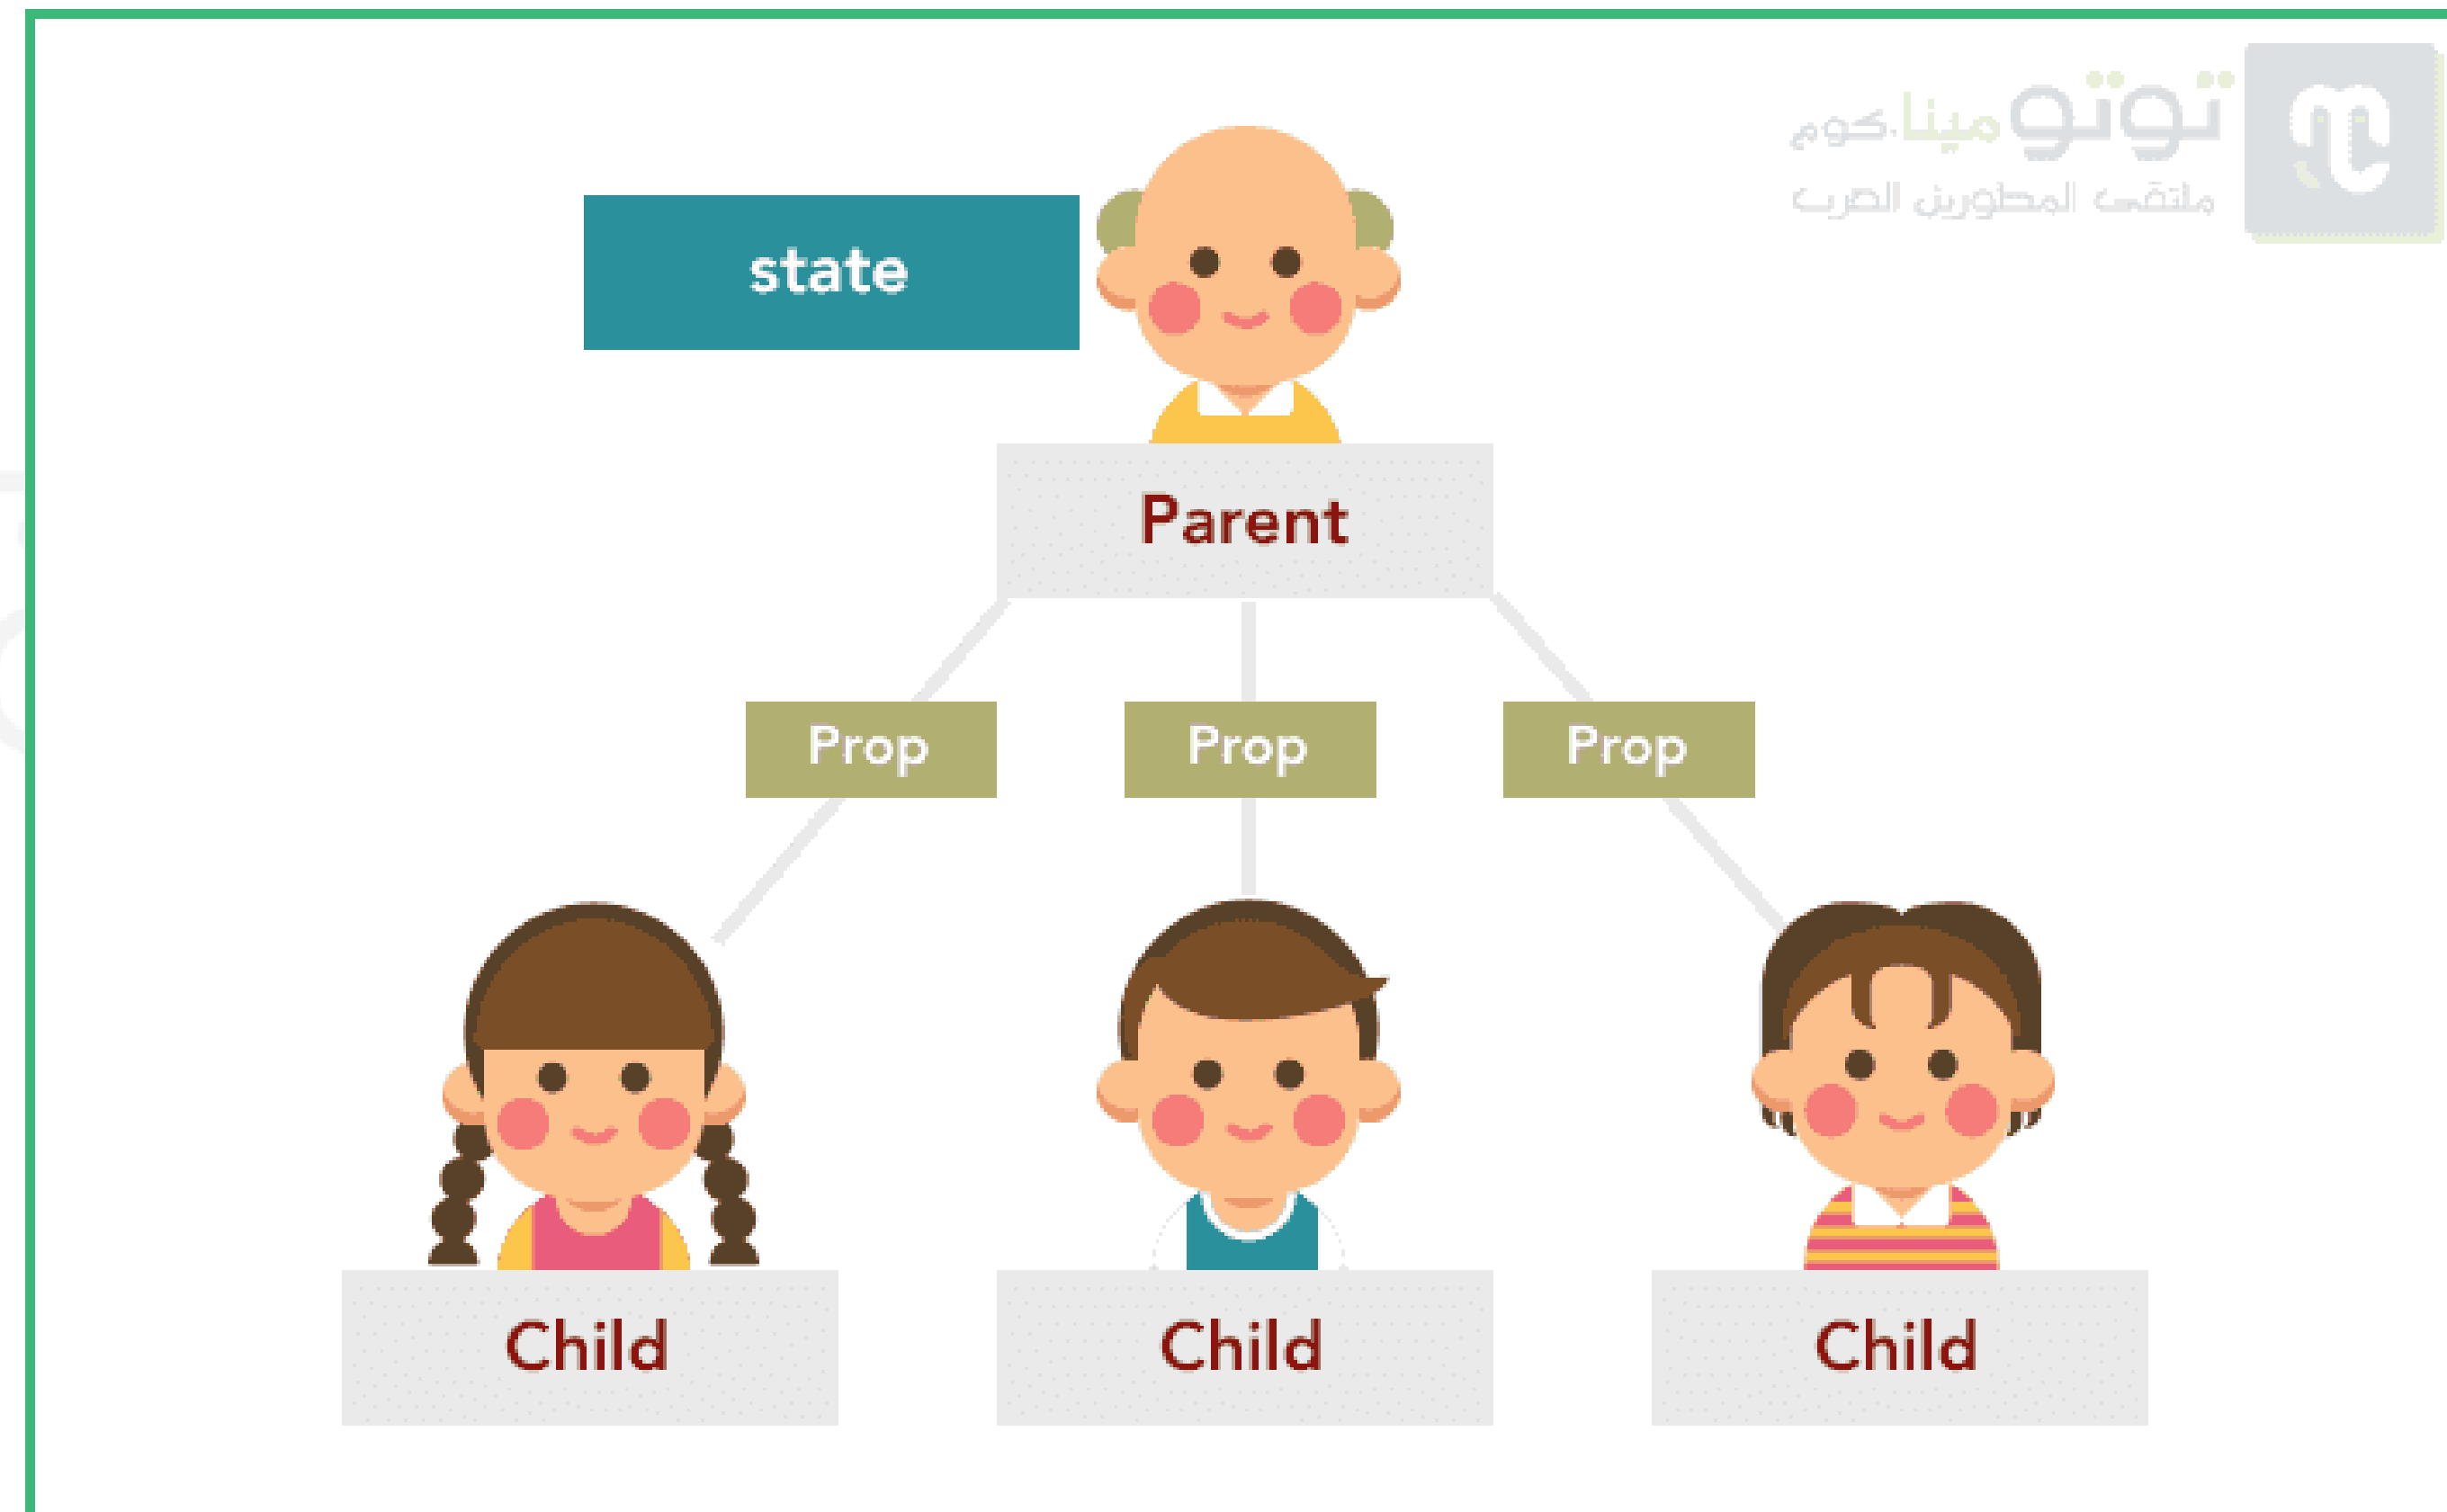 توتومينا.كوم
ملتقى المطورين العرب
state
Parent
Prop Prop Prop
Child Child Child